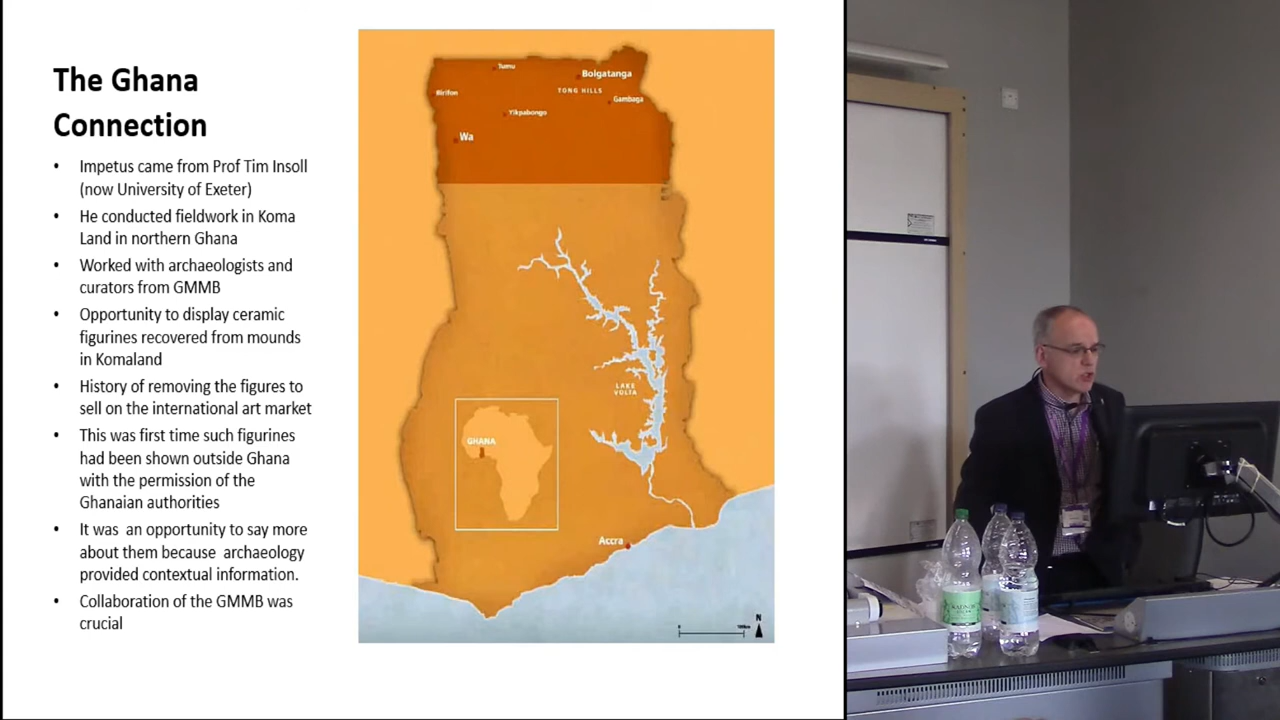 The Ghana
Connection
• Impetus came from Prof Tim Insoll
(now University of Exeter)
• He conducted fieldwork in Koma
Land in northern Ghana
• Worked with archaeologists and
curators from GMMB
• Opportunity to display ceramic
figurines recovered from mounds
in Komaland
• History of removing the figures to
sell on the international art market
• This was first time such figurines
had been shown outside Ghana
with the permission of the
Ghanaian authorities
• It was an opportunity to say more
about them because archaeology
provided contextual information.
• Collaboration of the GMMB was
crucial
Tumu
Bolgatanga
Birifon
TONG HILLS
Gambaga
Yikpabongo
Wa
LAKE
VOLTA
GHANA
Accra
N
0